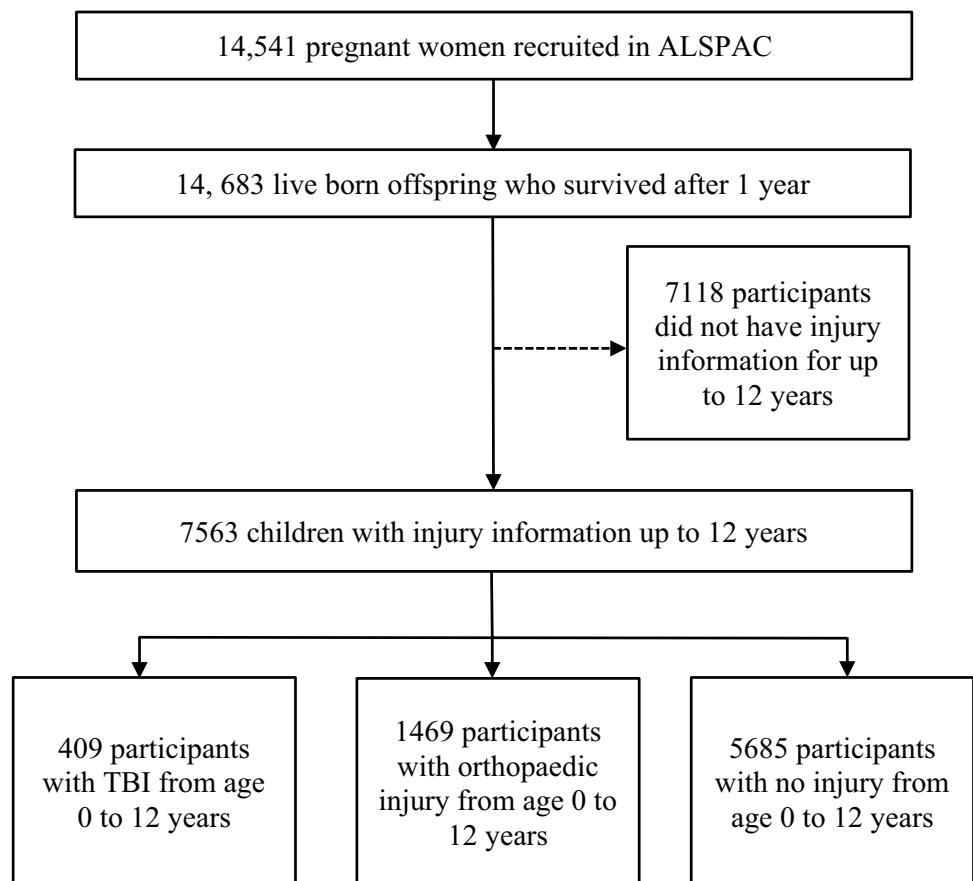 14,541 pregnant women recruited in ALSPAC
14, 683 live born offspring who survived after 1 year
7118 participants
did not have injury
information for up
to 12 years
7563 children with injury information up to 12 years
409 participants
with TBI from age
0 to 12 years
1469 participants
with orthopaedic
injury from age 0 to
12 years
5685 participants
with no injury from
age 0 to 12 years